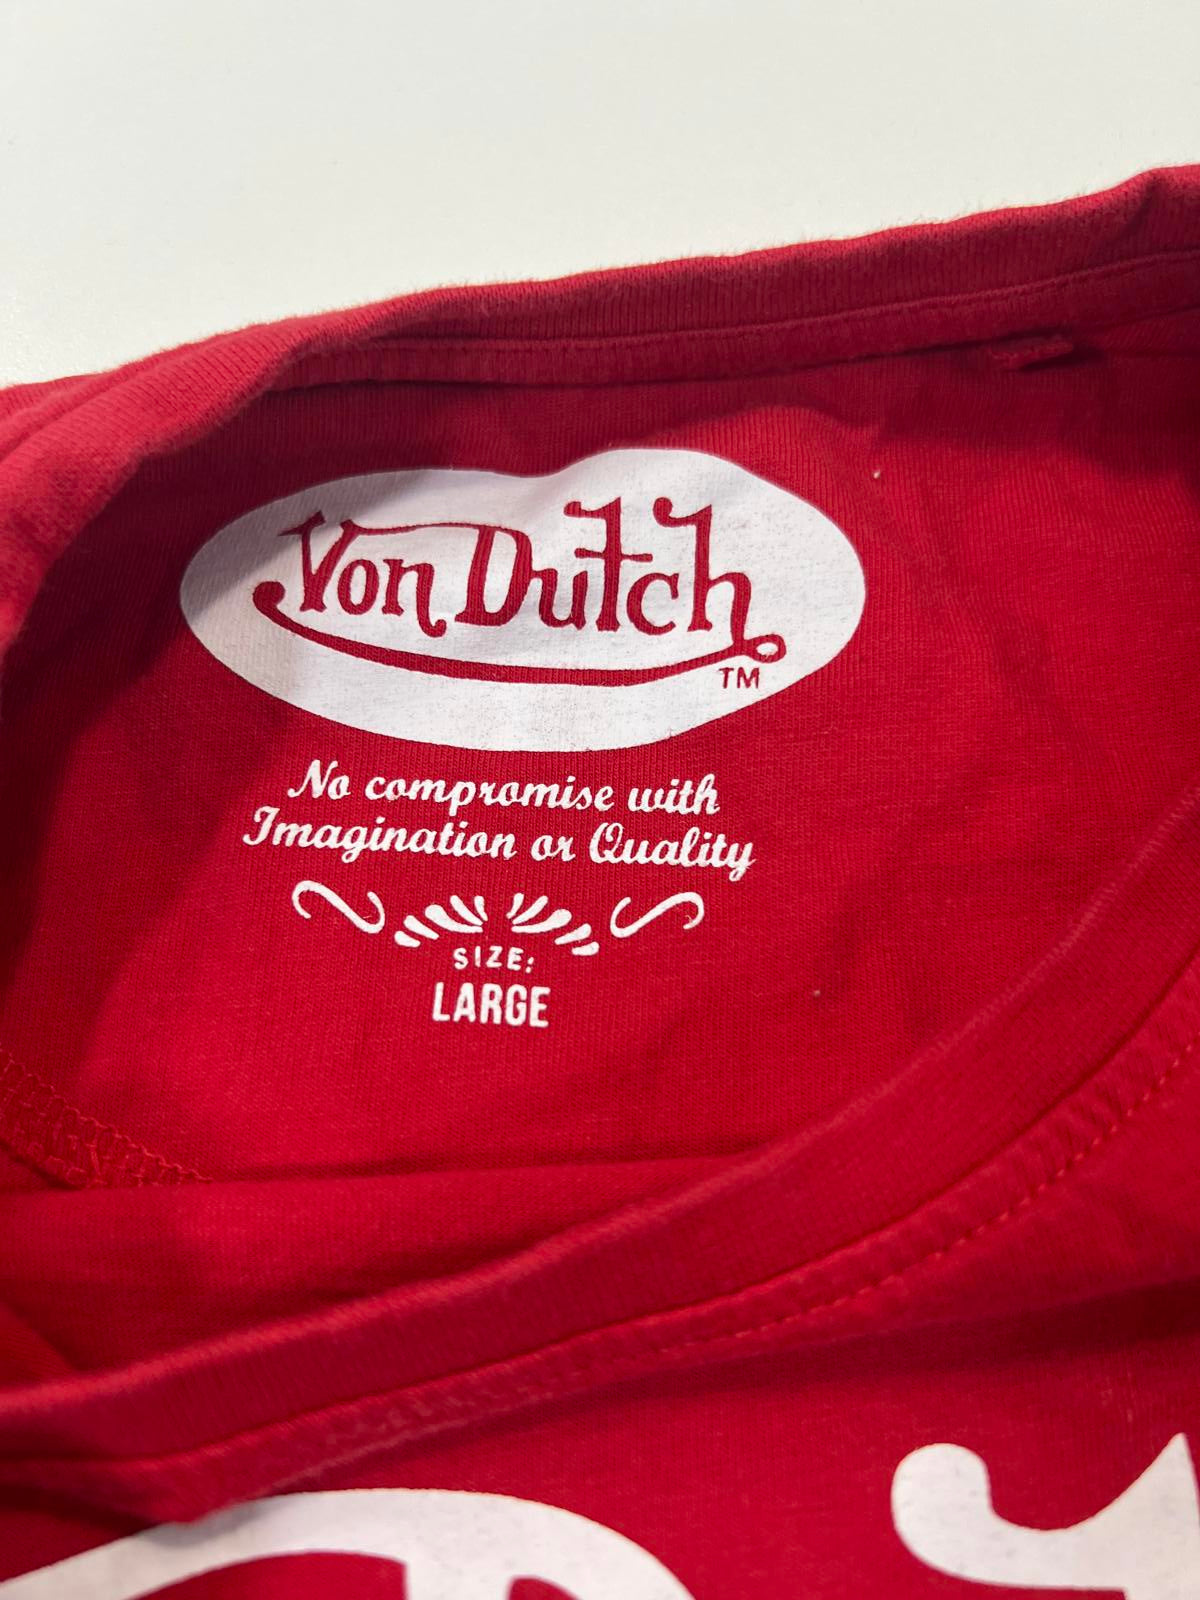 Von Dutch
TM
No compromise with
Imagination or Quality
SIZE:
LARGE